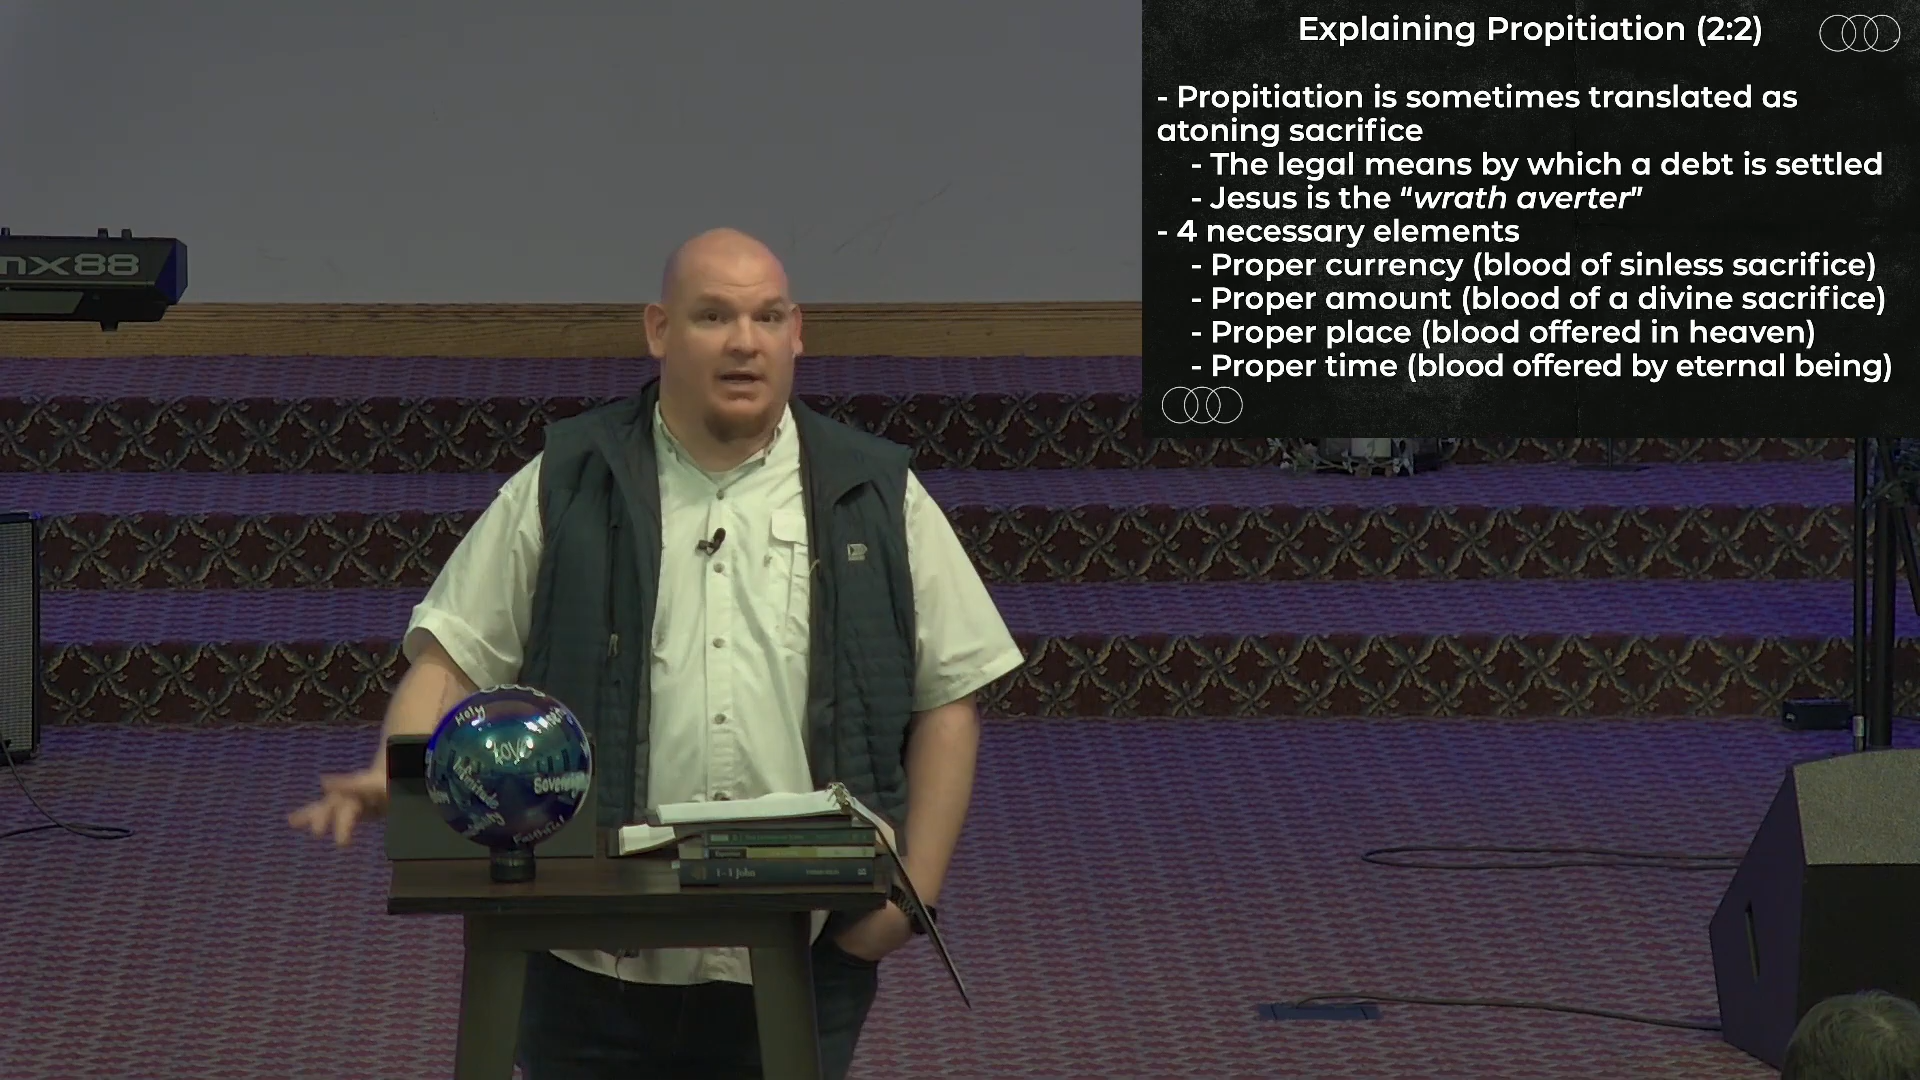 Explaining Propitiation (2:2)
- Propitiation is sometimes translated as
atoning sacrifice
- The legal means by which a debt is settled
- Jesus is the “wrath averter”
- 4 necessary elements
- Proper currency (blood of sinless sacrifice)
- Proper amount (blood of a divine sacrifice)
- Proper place (blood offered in heaven)
- Proper time (blood offered by eternal being)
nx88
Holy
Love
Infinitude
Faithful
1-3 John